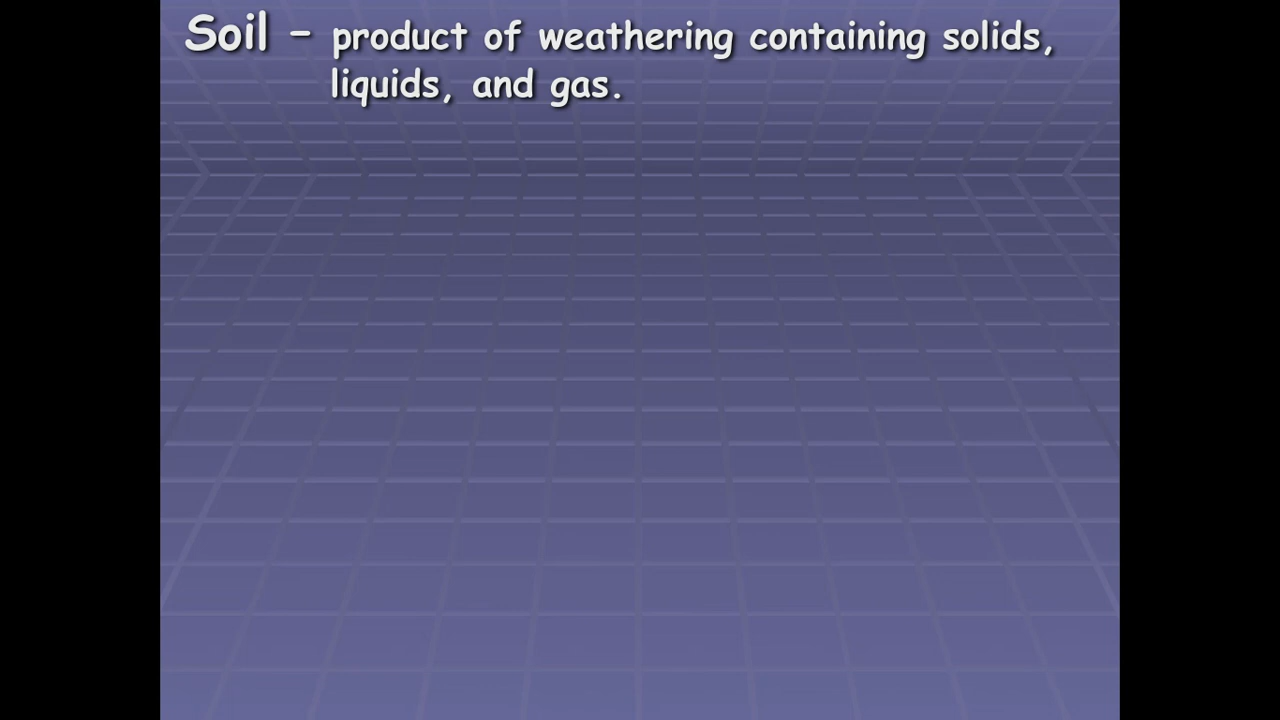 Soil – product of weathering containing solids,
liquids, and gas.